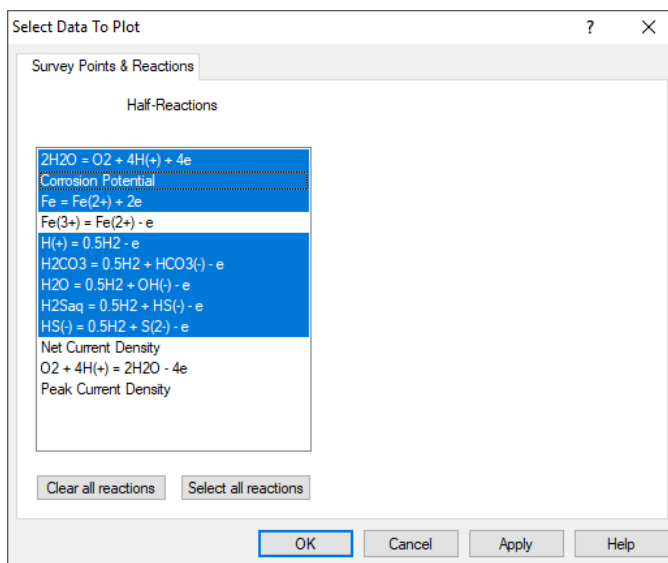 Select Data To Plot
?
Survey Points & Reactions
Half-Reactions
2H2O = O2 + 4H(+) + 4e
Corrosion Potential
Fe = Fe(2+) + 2e
Fe(3+) = Fe(2+) - e
H(+) = 0.5H2 - e
H2CO3 = 0.5H2 + HCO3(-) - e
H2O = 0.5H2 + OH(-) - e
H2Saq = 0.5H2 + HS(-) - e
HS(-) = 0.5H2 + S(2-) - e
Net Current Density
O2 + 4H(+) = 2H2O - 4e
Peak Current Density
Clear all reactions Select all reactions
OK Cancel Apply Help